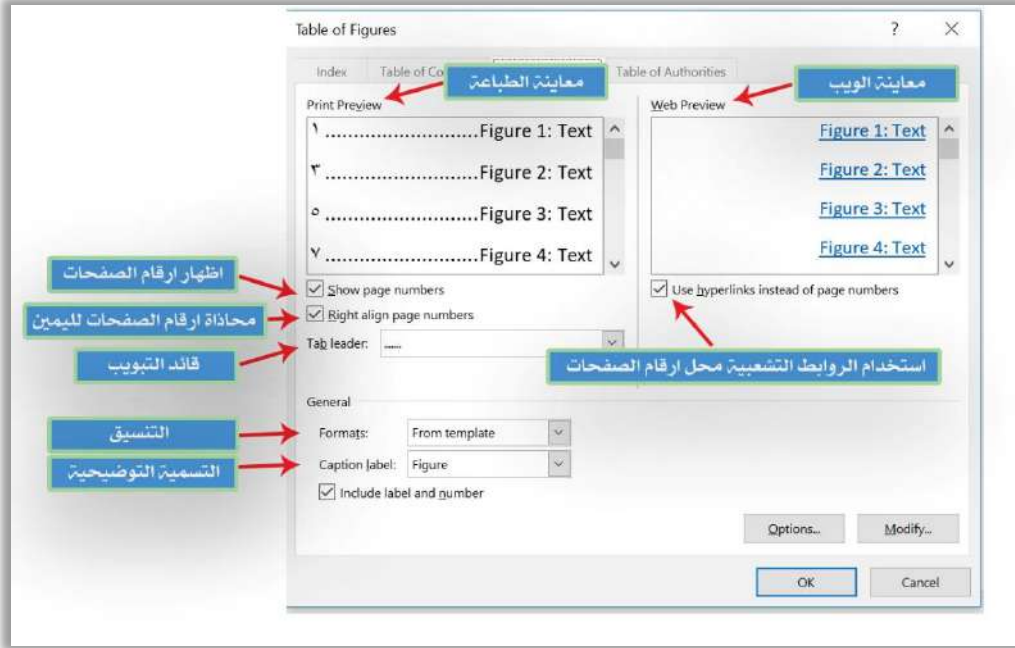 Table of Figures
?
Index
Table of Co
Table of Authorities
معاينة الطباعة
معاينة الويب
Print Preview
Web Preview
Figure 1: Text..........................١
Figure 2: Text..........................٣
Figure 3: Text..........................٥
Figure 4: Text..........................٧
Figure 1: Text
Figure 2: Text
Figure 3: Text
Figure 4: Text
اظهار ارقام الصفحات
Show page numbers
Use hyperlinks instead of page numbers
محاذاة ارقام الصفحات لليمين
Right align page numbers
قائد التبويب
Tab leader: ......
استخدام الروابط التشعبية محل ارقام الصفحات
General
التنسيق
Formats: From template
التسمية التوضيحية
Caption label: Figure
Include label and number
Options...
Modify...
OK
Cancel